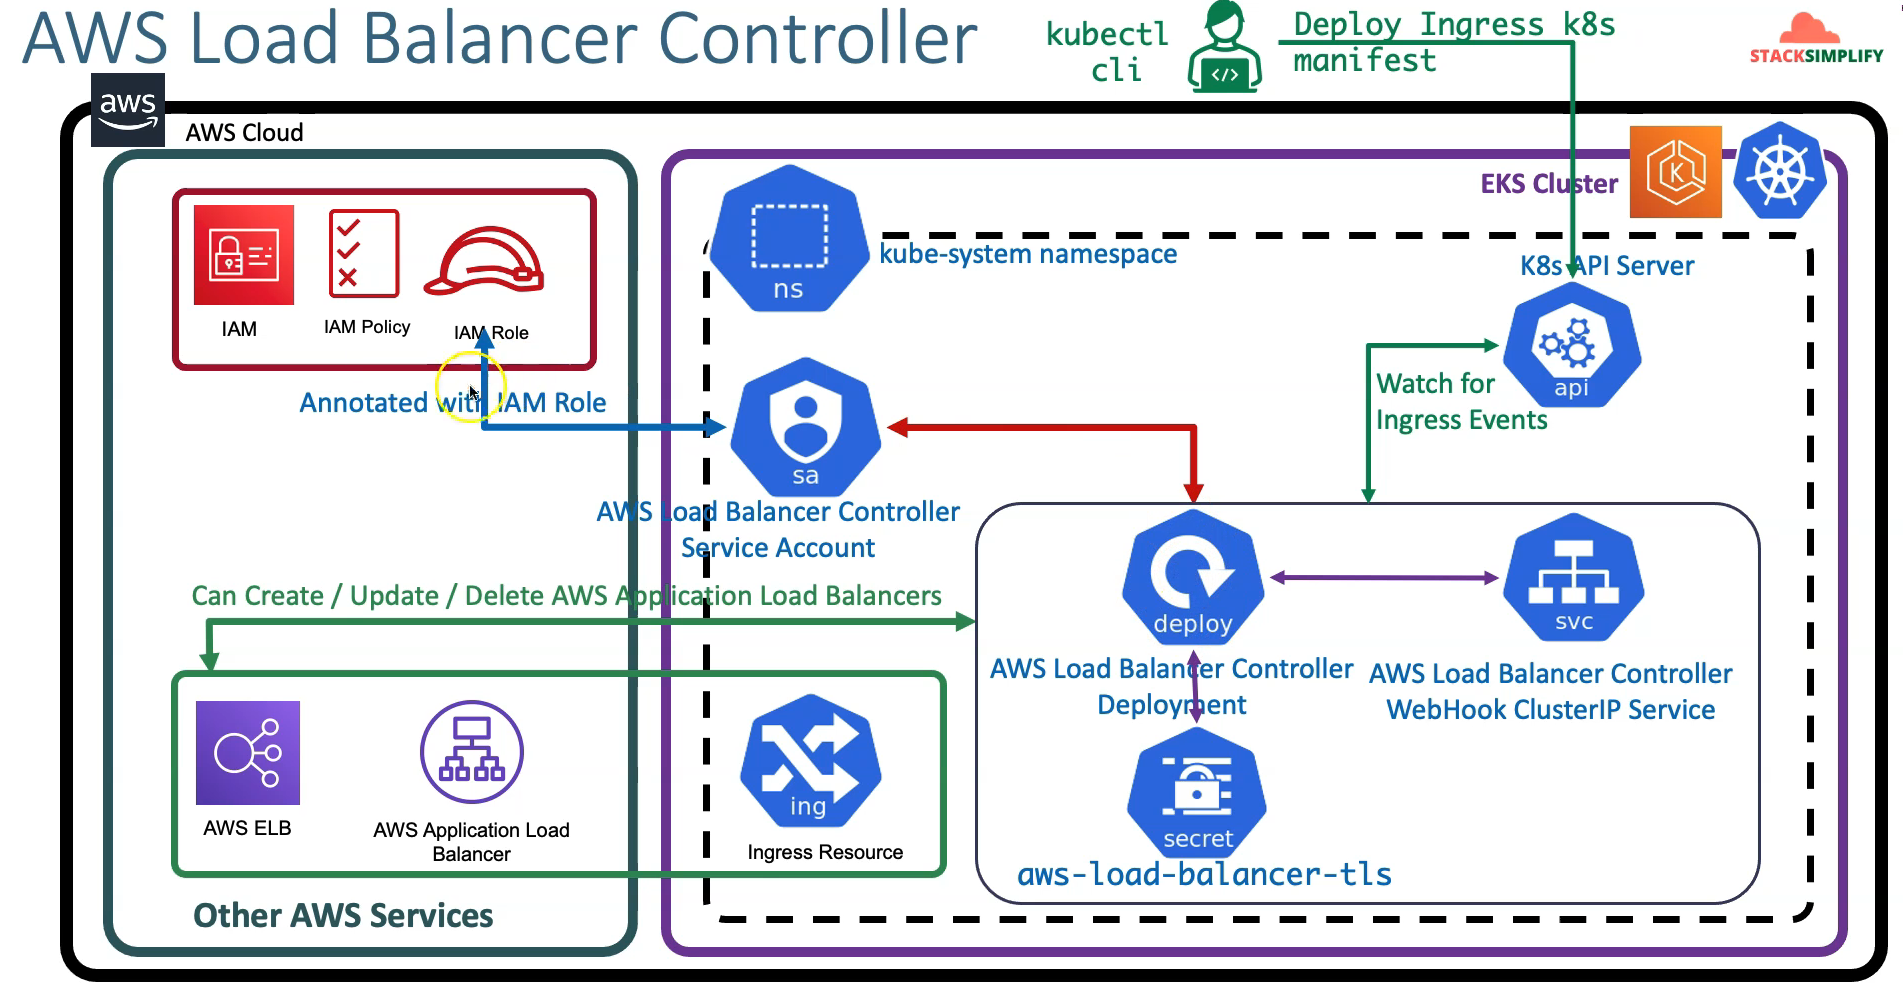 AWS Load Balancer Controller
kubectl
cli
</>
Deploy Ingress k8s
manifest
STACKSIMPLIFY
aws
AWS Cloud
EKS Cluster
K
IAM
IAM Policy
IAM Role
Annotated with IAM Role
ns
kube-system namespace
K8s API Server
api
Watch for
Ingress Events
sa
AWS Load Balancer Controller
Service Account
Can Create / Update / Delete AWS Application Load Balancers
deploy
AWS Load Balancer Controller
Deployment
svc
AWS Load Balancer Controller
WebHook ClusterIP Service
secret
aws-load-balancer-tls
AWS ELB
AWS Application Load
Balancer
ing
Ingress Resource
Other AWS Services